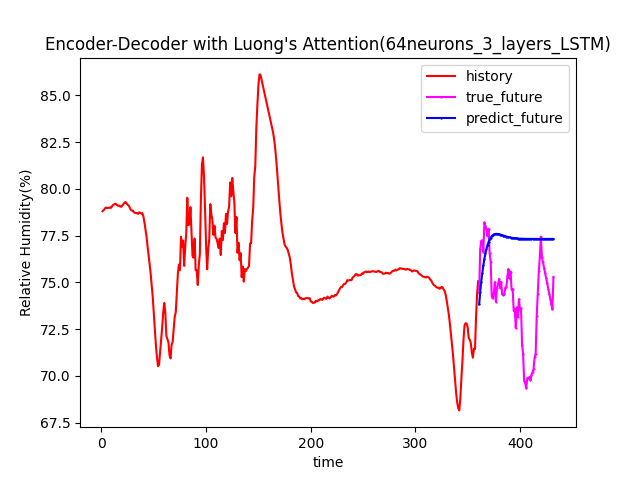 Encoder-Decoder with Luong's Attention(64neurons_3_layers_LSTM)
history
true_future
predict_future
Relative Humidity(%)
85.0
82.5
80.0
77.5
75.0
72.5
70.0
67.5
0 100 200 300 400
time